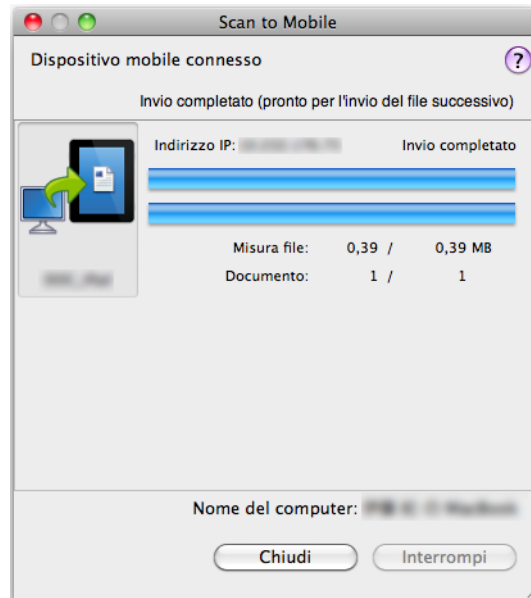 Scan to Mobile
Dispositivo mobile connesso
?
Invio completato (pronto per l'invio del file successivo)
Indirizzo IP:
Invio completato
Misura file: 0,39 / 0,39 MB
Documento: 1 / 1
Nome del computer:
Chiudi
Interrompi